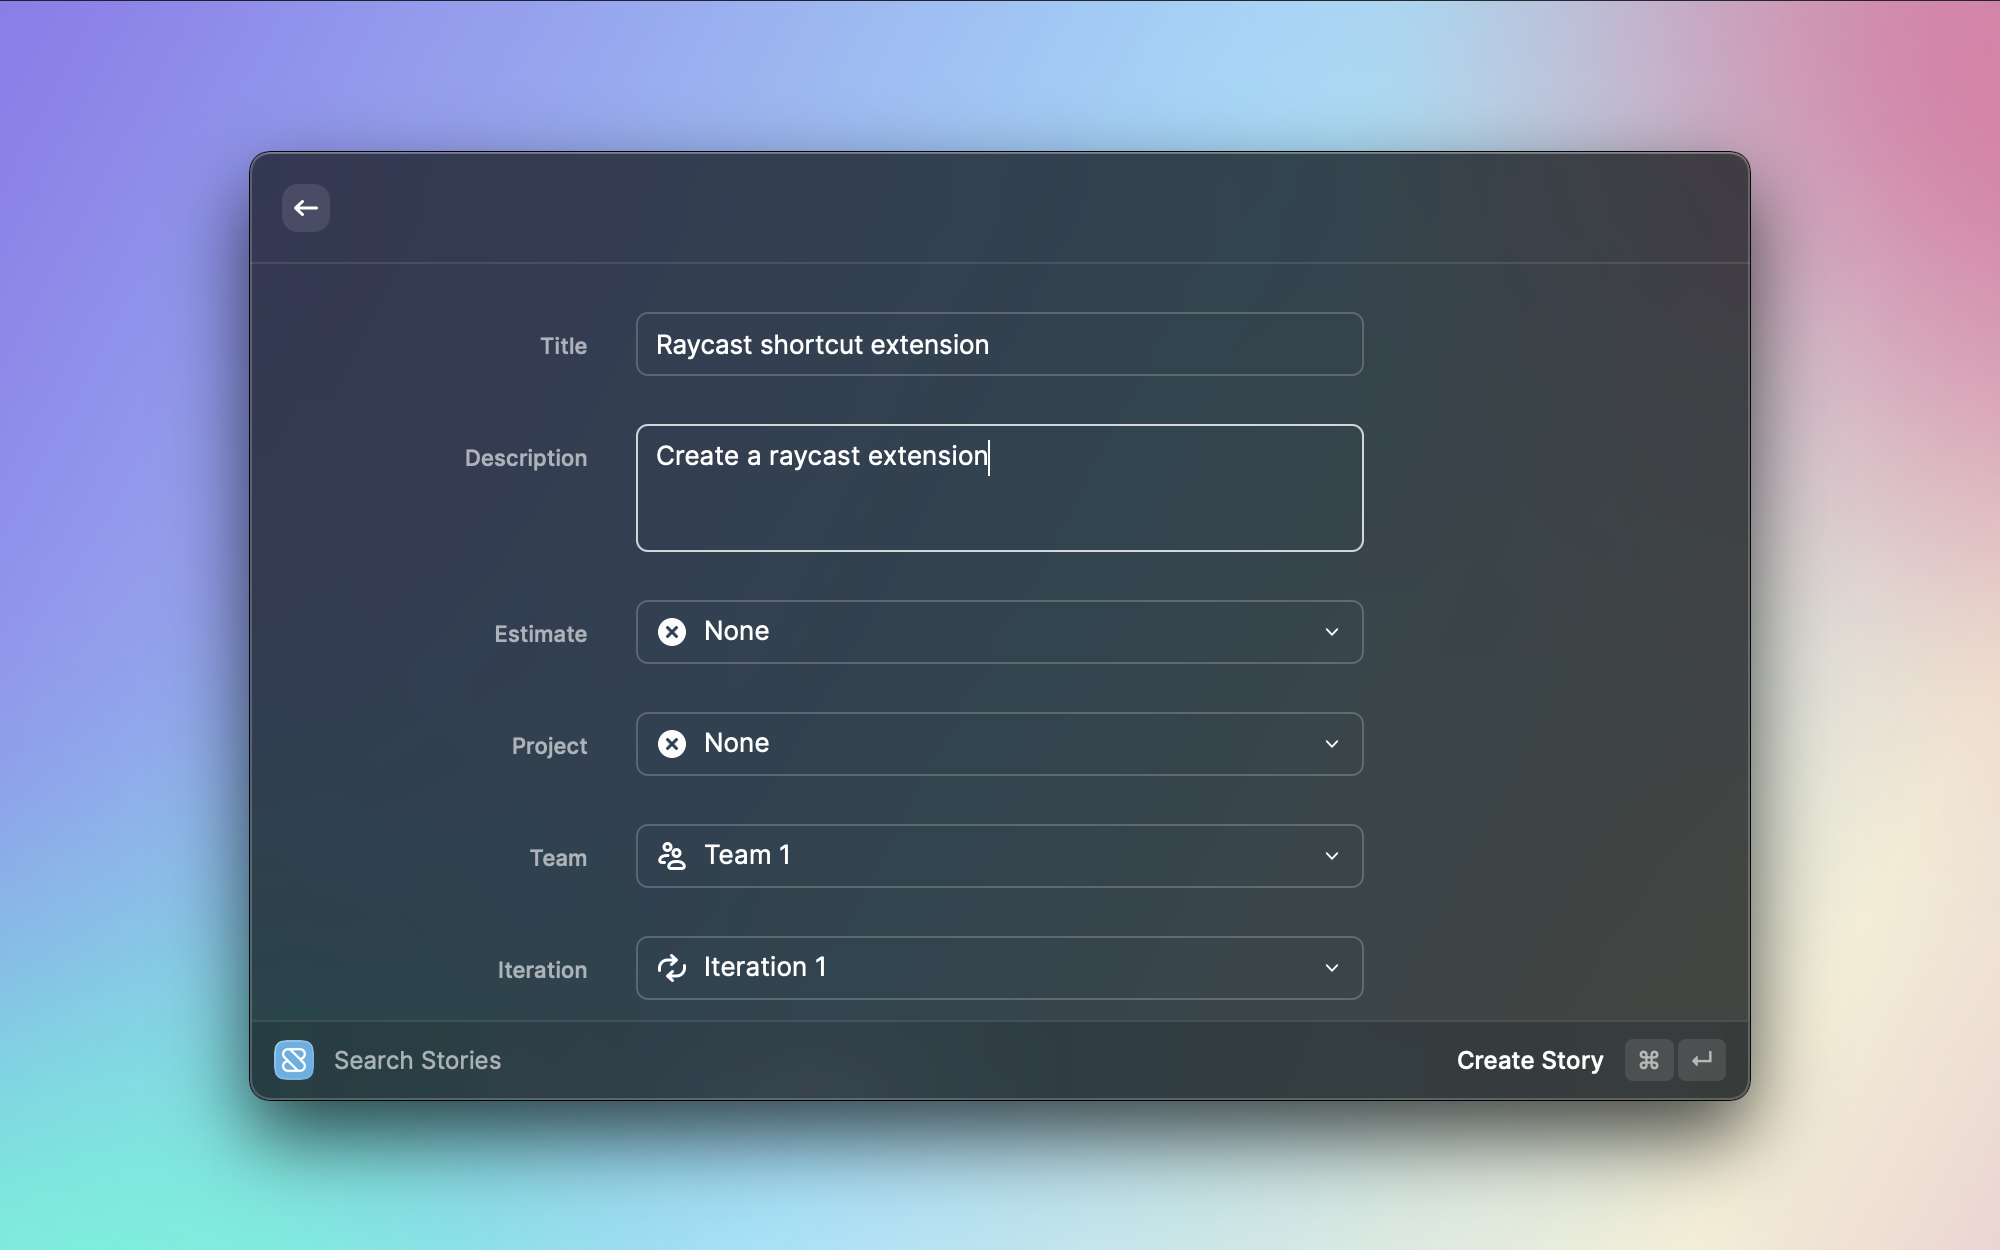 Title
Raycast shortcut extension
Description
Create a raycast extension
Estimate
None
Project
None
Team
Team 1
Iteration
Iteration 1
Search Stories
Create Story ⌘ ↵